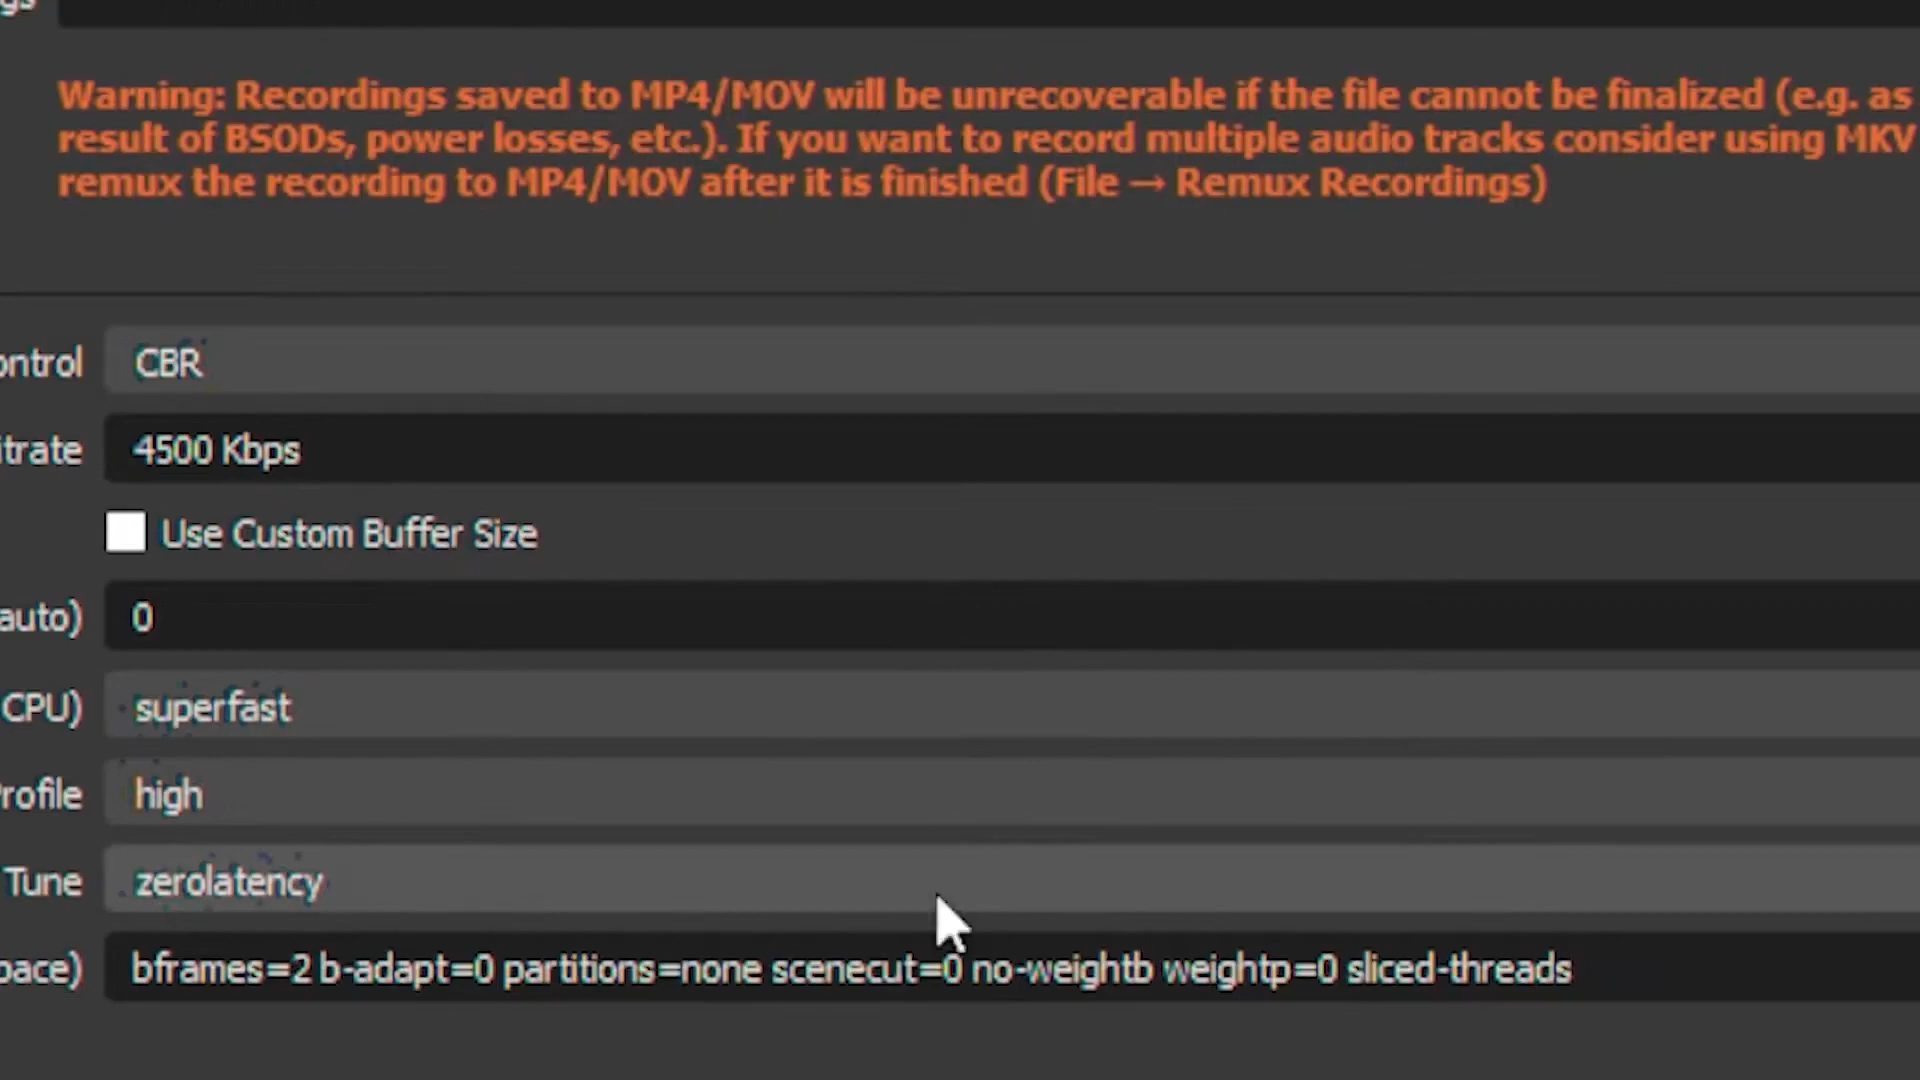 Warning: Recordings saved to MP4/MOV will be unrecoverable if the file cannot be finalized (e.g. as
result of BSODs, power losses, etc.). If you want to record multiple audio tracks consider using MKV
remux the recording to MP4/MOV after it is finished (File → Remux Recordings)
ontrol CBR
itrate 4500 Kbps
Use Custom Buffer Size
auto) 0
CPU) superfast
rofile high
Tune zerolatency
pace) bframes=2 b-adapt=0 partitions=none scenecut=0 no-weightb weightp=0 sliced-threads